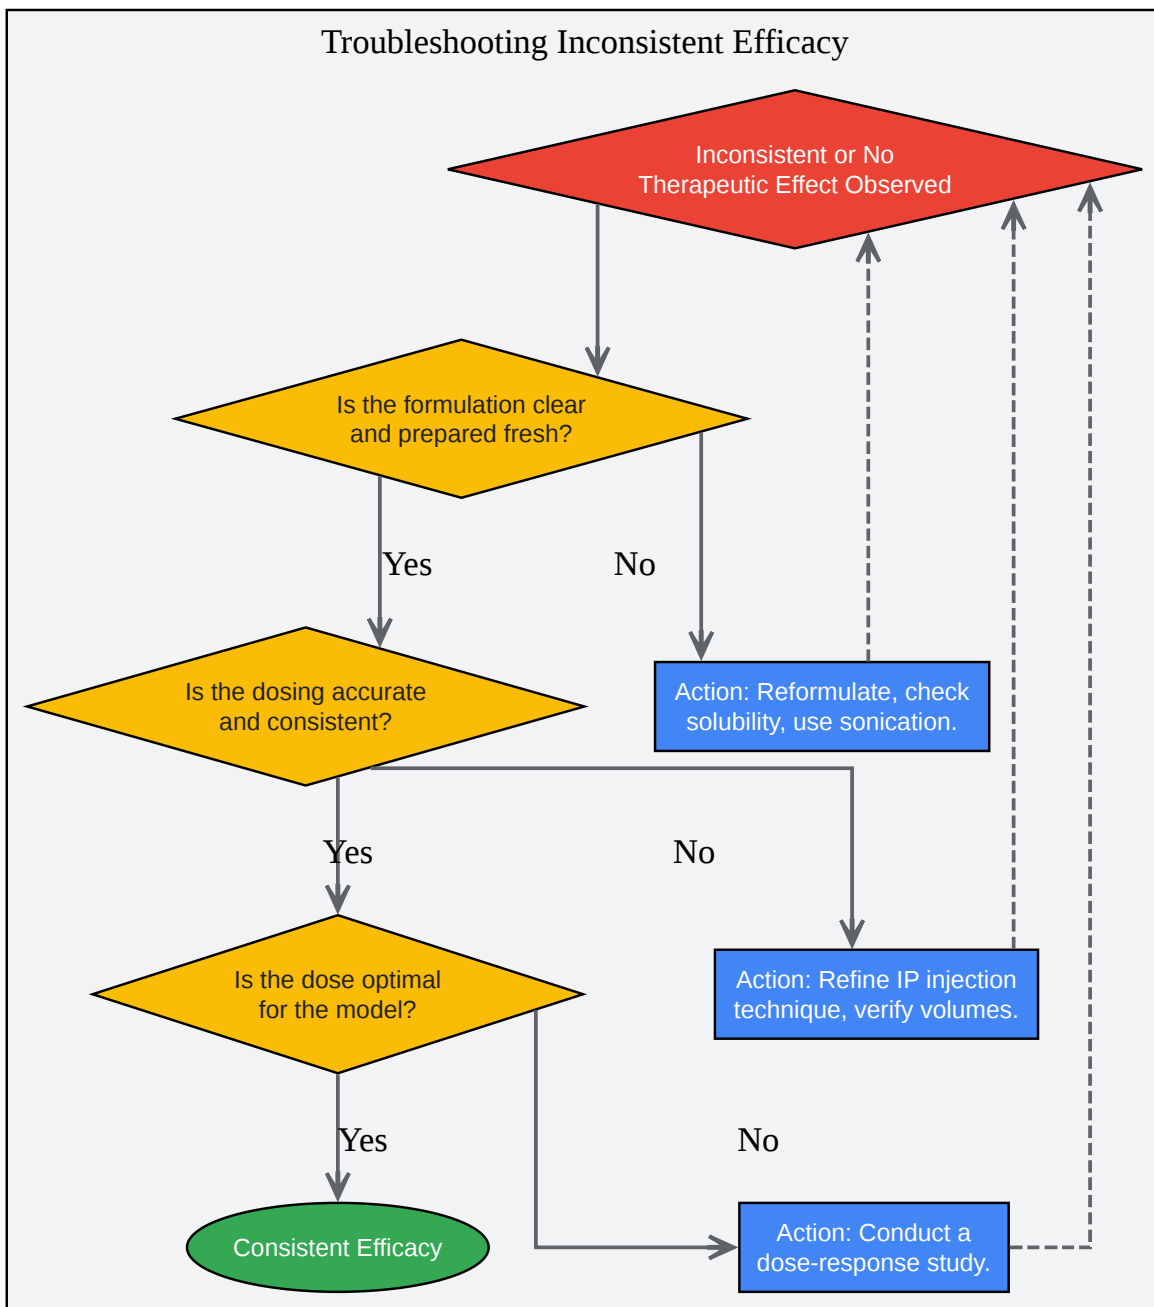 Troubleshooting Inconsistent Efficacy
Inconsistent or No
Therapeutic Effect Observed
Is the formulation clear
and prepared fresh?
Yes
No
Is the dosing accurate
and consistent?
Action: Reformulate, check
solubility, use sonication.
Yes
No
Is the dose optimal
for the model?
Action: Refine IP injection
technique, verify volumes.
Yes
No
Consistent Efficacy
Action: Conduct a
dose-response study.